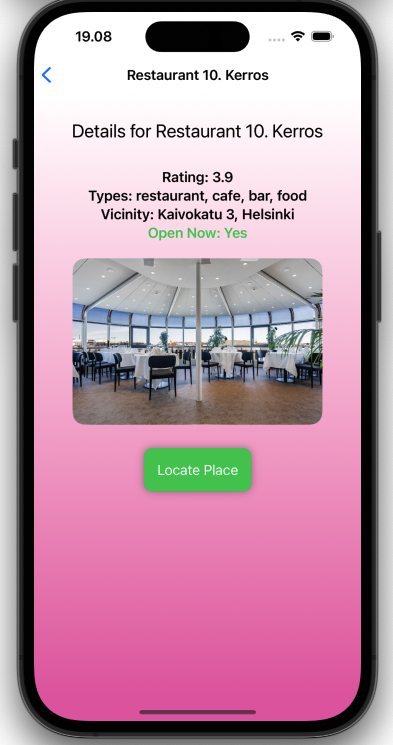 19.08
Restaurant 10. Kerros
Details for Restaurant 10. Kerros
Rating: 3.9
Types: restaurant, cafe, bar, food
Vicinity: Kaivokatu 3, Helsinki
Open Now: Yes
Locate Place